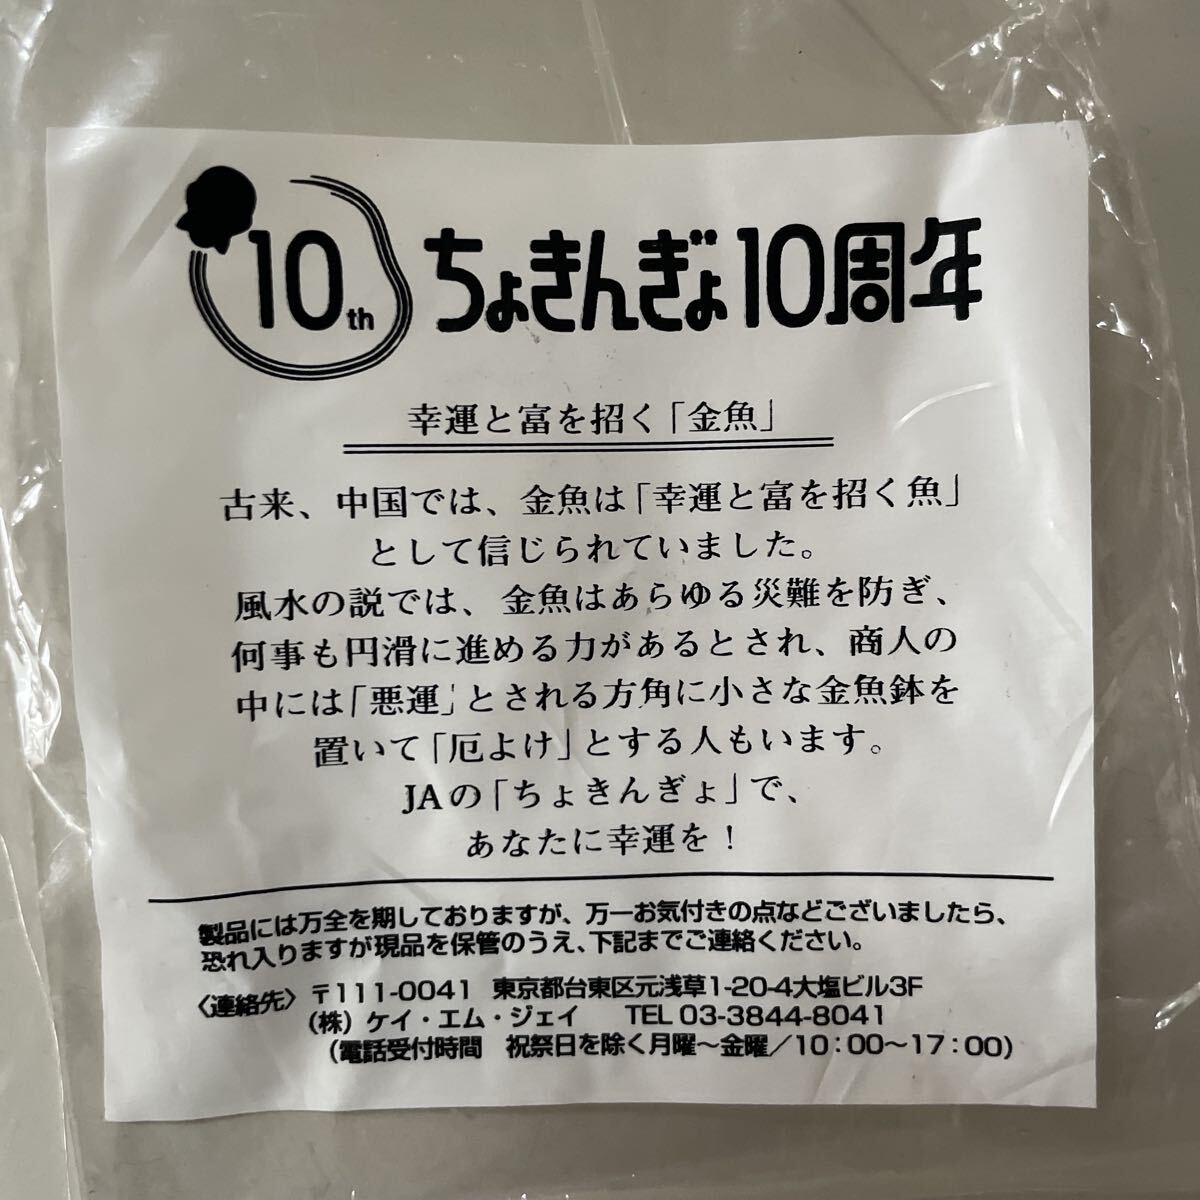 10th
ちょきんぎょ10周年
幸運と富を招く「金魚」
古来、中国では、金魚は「幸運と富を招く魚」
として信じられていました。
風水の説では、金魚はあらゆる災難を防ぎ、
何事も円滑に進める力があるとされ、商人の
中には「悪運」とされる方角に小さな金魚鉢を
置いて「厄よけ」とする人もいます。
JAの「ちょきんぎょ」で、
あなたに幸運を！
製品には万全を期しておりますが、万一お気付きの点などございましたら、
恐れ入りますが現品を保管のうえ、下記までご連絡ください。
〈連絡先〉〒111-0041 東京都台東区元浅草1-20-4大塩ビル3F
（株）ケイ・エム・ジェイ TEL 03-3844-8041
（電話受付時間 祝祭日を除く月曜〜金曜／10：00〜17：00）